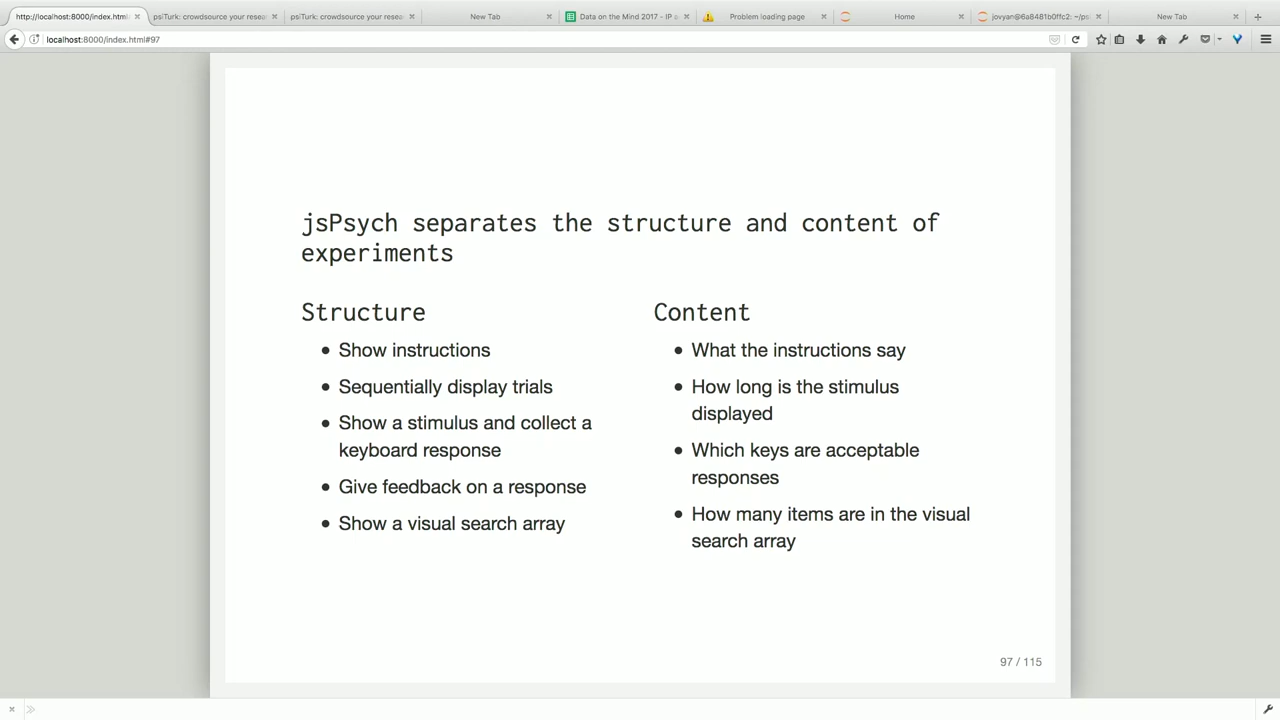 http://localhost:8000/index.html
psiTurk: crowdsource your resea
psiTurk: crowdsource your resea
New Tab
Data on the Mind 2017 - IP a
Problem loading page
Home
jovyan@6a8481b0ffc2: ~/ps
New Tab
localhost:8000/index.html#97
jsPsych separates the structure and content of
experiments
Structure
• Show instructions
• Sequentially display trials
• Show a stimulus and collect a
keyboard response
• Give feedback on a response
• Show a visual search array
Content
• What the instructions say
• How long is the stimulus
displayed
• Which keys are acceptable
responses
• How many items are in the visual
search array
97 / 115